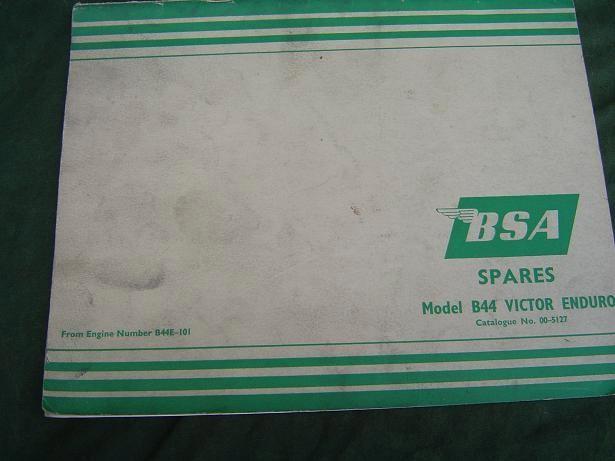 BSA
SPARES
Model B44 VICTOR ENDURO
Catalogue No. 00-5127
From Engine Number B44E-101